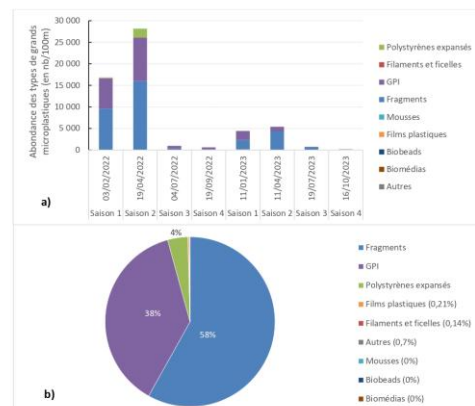 Abondance des types de grands
microplastiques (en nb/100m)
30 000
25 000
20 000
15 000
10 000
5 000
0
03/02/2022
19/04/2022
04/07/2022
19/09/2022
11/01/2023
11/04/2023
19/07/2023
16/10/2023
Saison 1 Saison 2 Saison 3 Saison 4 Saison 1 Saison 2 Saison 3 Saison 4
Polystyrènes expansés
Filaments et ficelles
GPI
Fragments
Mousses
Films plastiques
Biobeads
Biomédias
Autres
a)
4%
38%
58%
Fragments
GPI
Polystyrènes expansés
Films plastiques (0,21%)
Filaments et ficelles (0,14%)
Autres (0,7%)
Mousses (0%)
Biobeads (0%)
Biomédias (0%)
b)